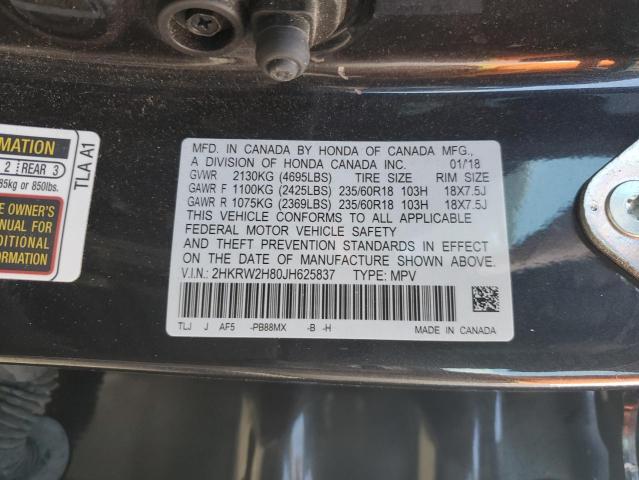 MATION
2 REAR 3
85kg or 850lbs.
E OWNER'S
ANUAL FOR
DDITIONAL
FORMATION
TLA A1
MFD. IN CANADA BY HONDA OF CANADA MFG.,
A DIVISION OF HONDA CANADA INC. 01/18
GVWR 2130KG (4695LBS) TIRE SIZE RIM SIZE
GAWR F 1100KG (2425LBS) 235/60R18 103H 18X7.5J
GAWR R 1075KG (2369LBS) 235/60R18 103H 18X7.5J
THIS VEHICLE CONFORMS TO ALL APPLICABLE
FEDERAL MOTOR VEHICLE SAFETY
AND THEFT PREVENTION STANDARDS IN EFFECT
ON THE DATE OF MANUFACTURE SHOWN ABOVE.
V.I.N.: 2HKRW2H80JH625837 TYPE: MPV
TLJ J AF5 -PB88MX -B -H
MADE IN CANADA